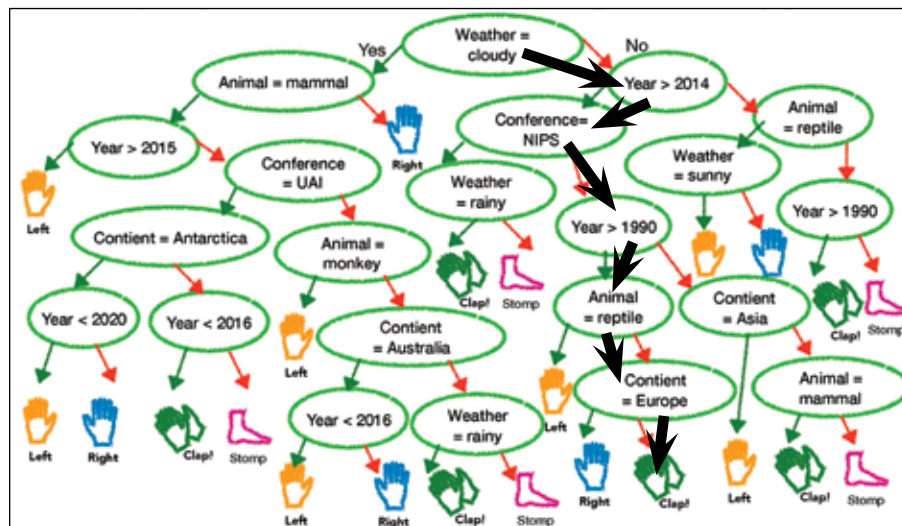 Weather =
cloudy
Yes
No
Animal = mammal
Year > 2014
Year > 2015
Right
Conference=
NIPS
Animal
= reptile
Conference
= UAI
Weather
= sunny
Left
Weather
= rainy
Year > 1990
Year > 1990
Contient = Antarctica
Animal =
monkey
Clap!
Stomp
Animal
= reptile
Contient
= Asia
Clap!
Stomp
Year < 2020
Year < 2016
Contient
= Australia
Left
Left
Contient
= Europe
Animal =
mammal
Year < 2016
Weather
= rainy
Left
Right
Clap!
Stomp
Right
Clap!
Left
Clap!
Stomp
Left
Right
Clap!
Stomp